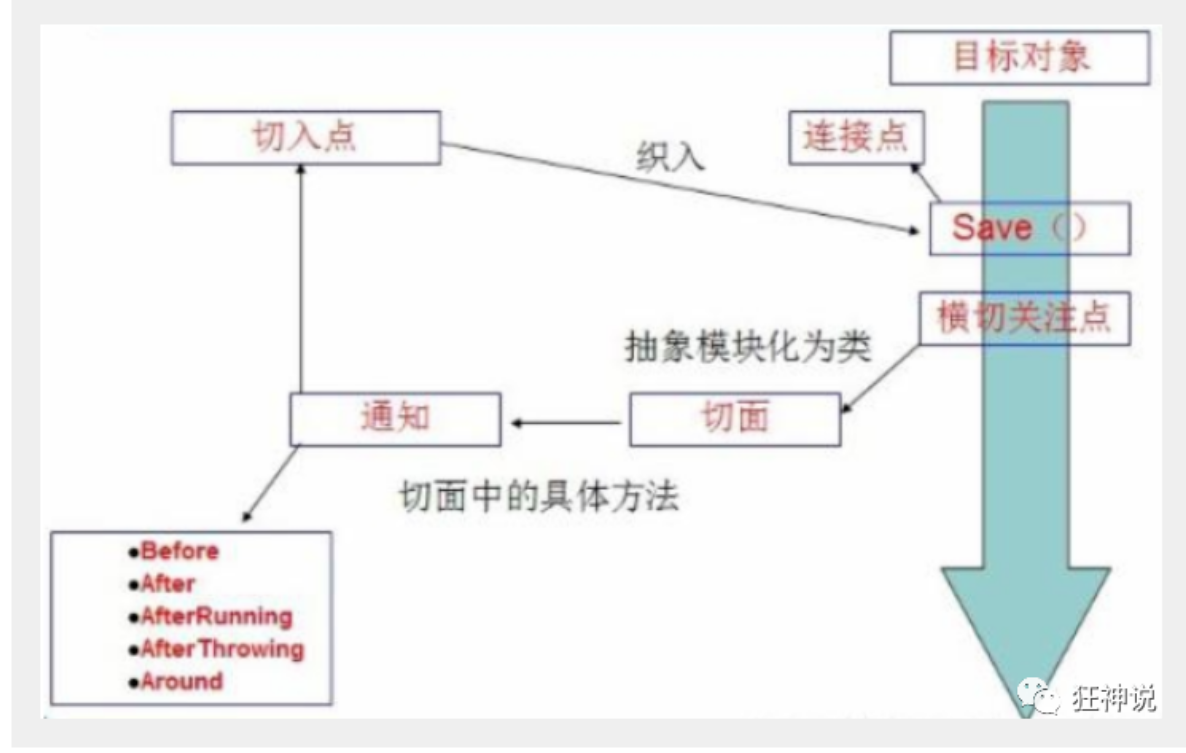 目标对象
切入点
织入
连接点
Save（）
横切关注点
抽象模块化为类
通知
切面
切面中的具体方法
●Before
●After
●AfterRunning
●AfterThrowing
●Around
狂神说